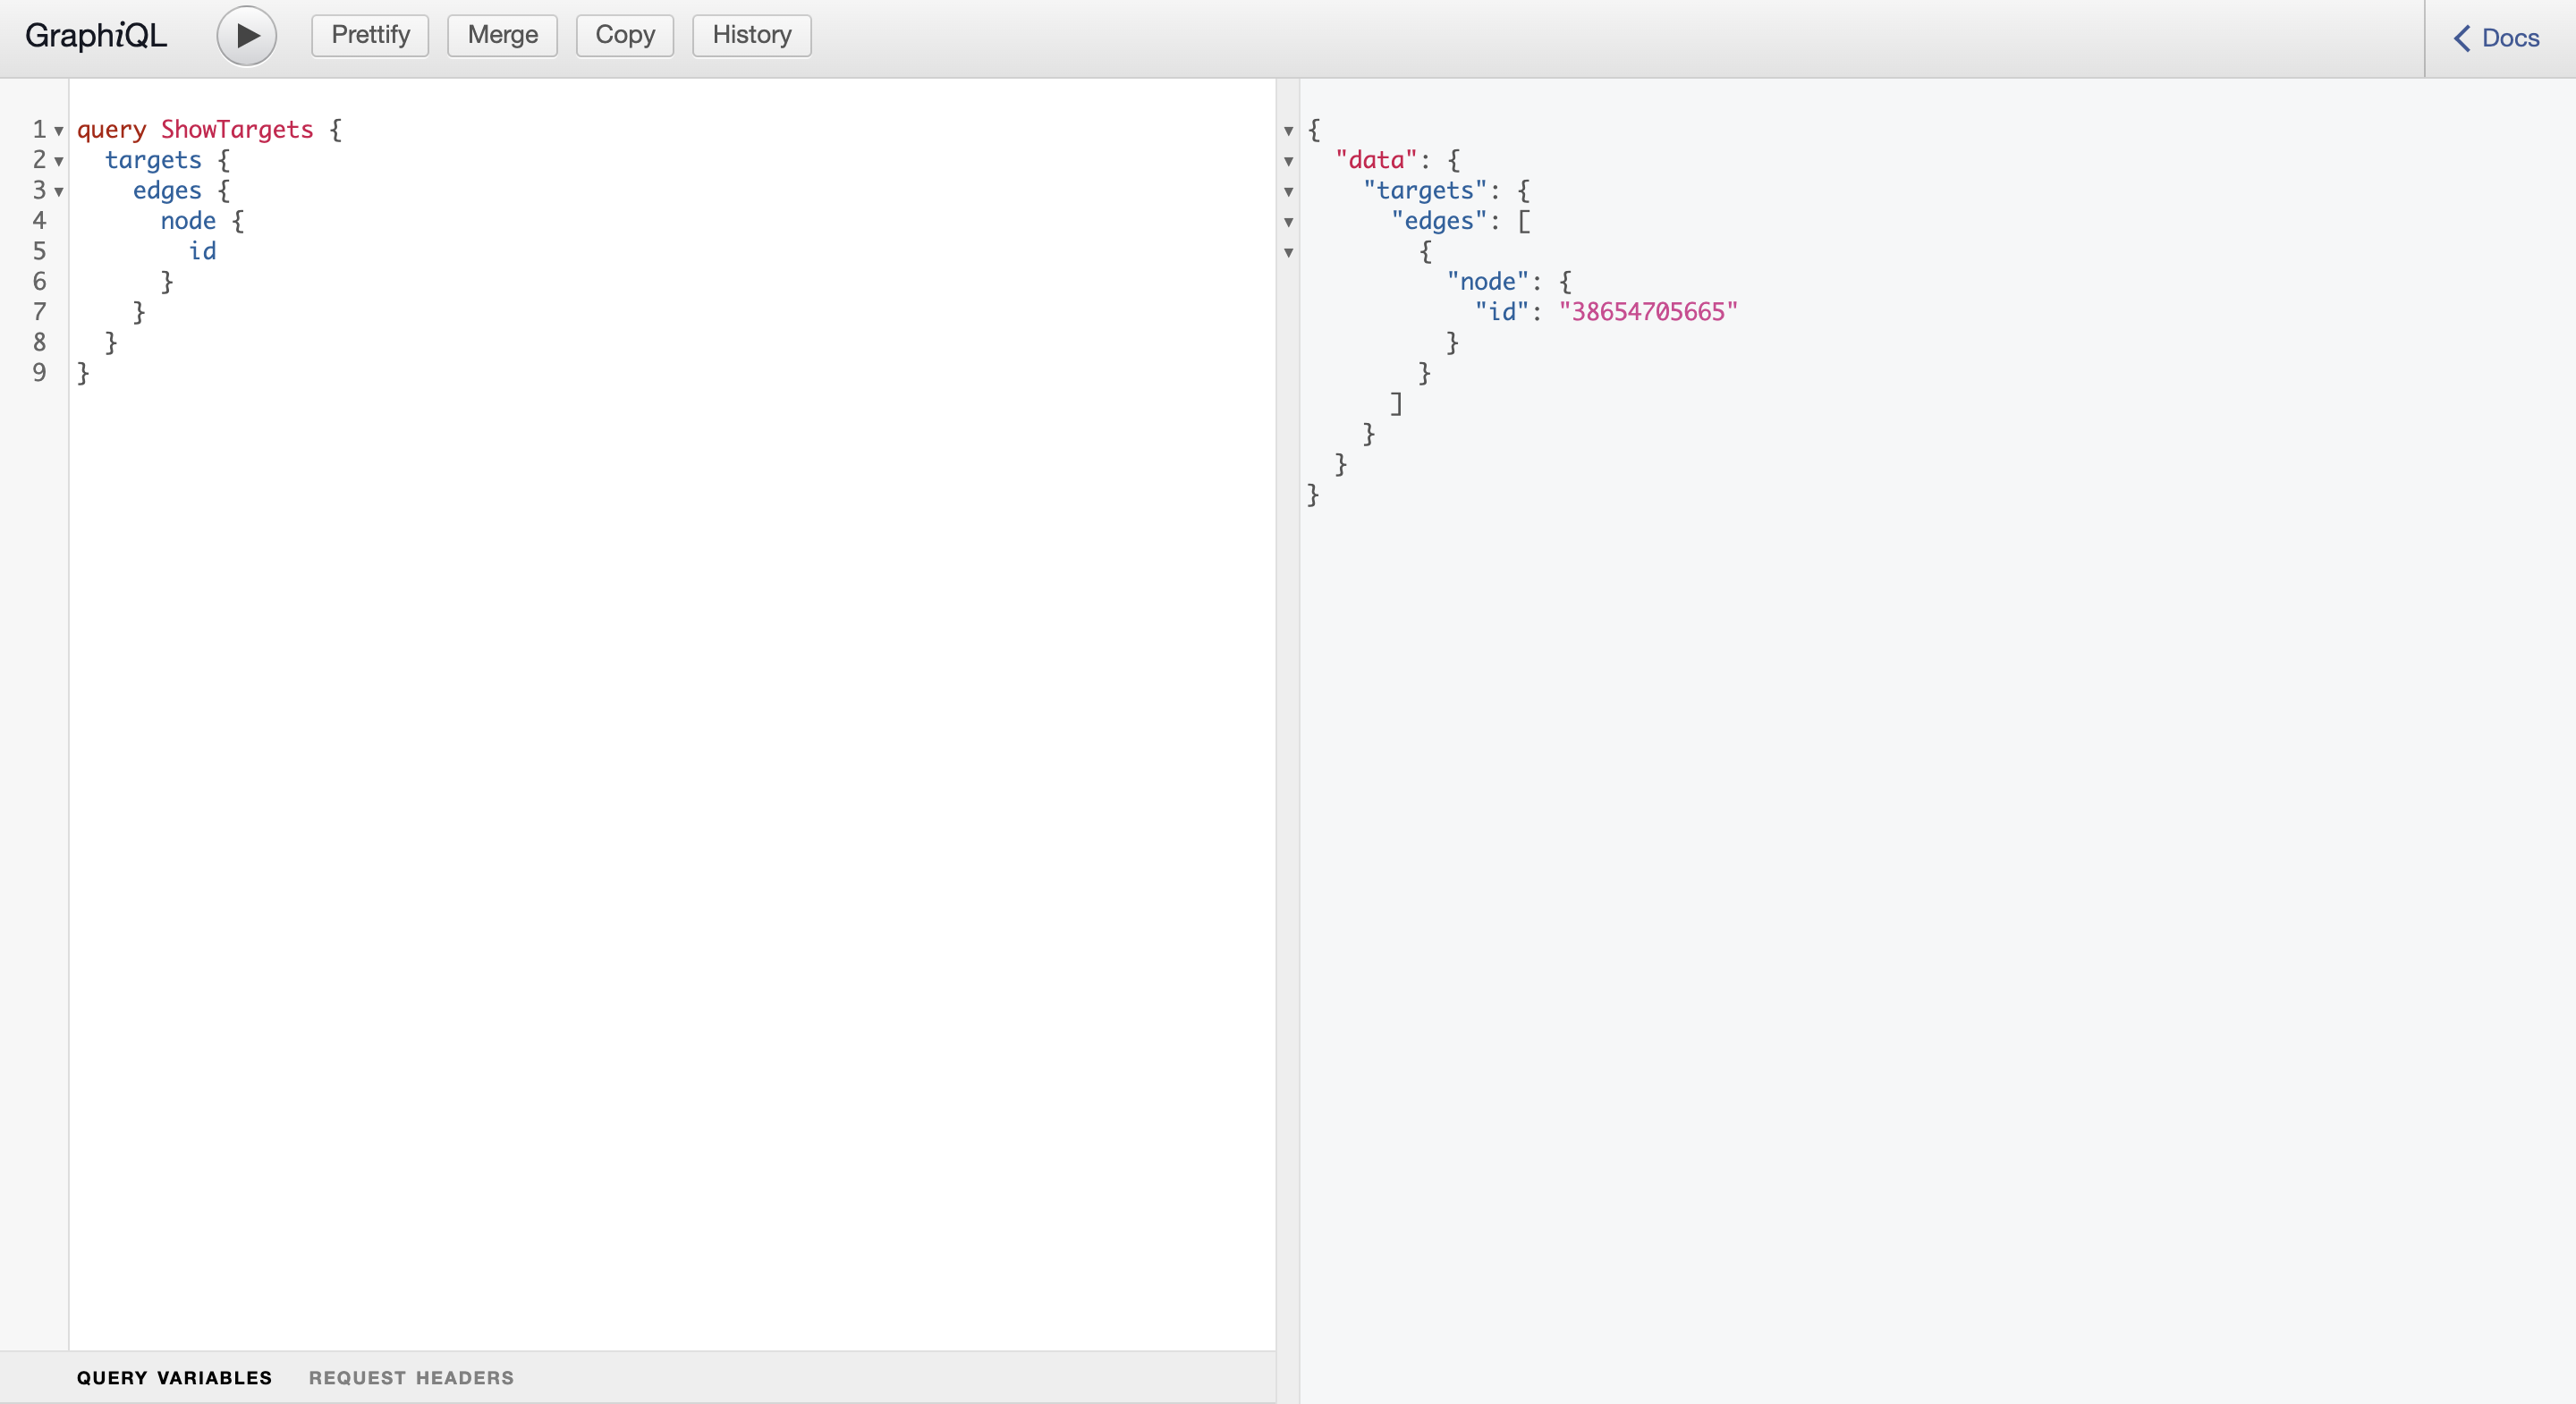 GraphiQL Prettify Merge Copy History Docs
1 query ShowTargets {
2 targets {
3 edges {
4 node {
5 id
6 }
7 }
8 }
9 }
{
"data": {
"targets": {
"edges": [
{
"node": {
"id": "38654705665"
}
}
]
}
}
}
QUERY VARIABLES REQUEST HEADERS